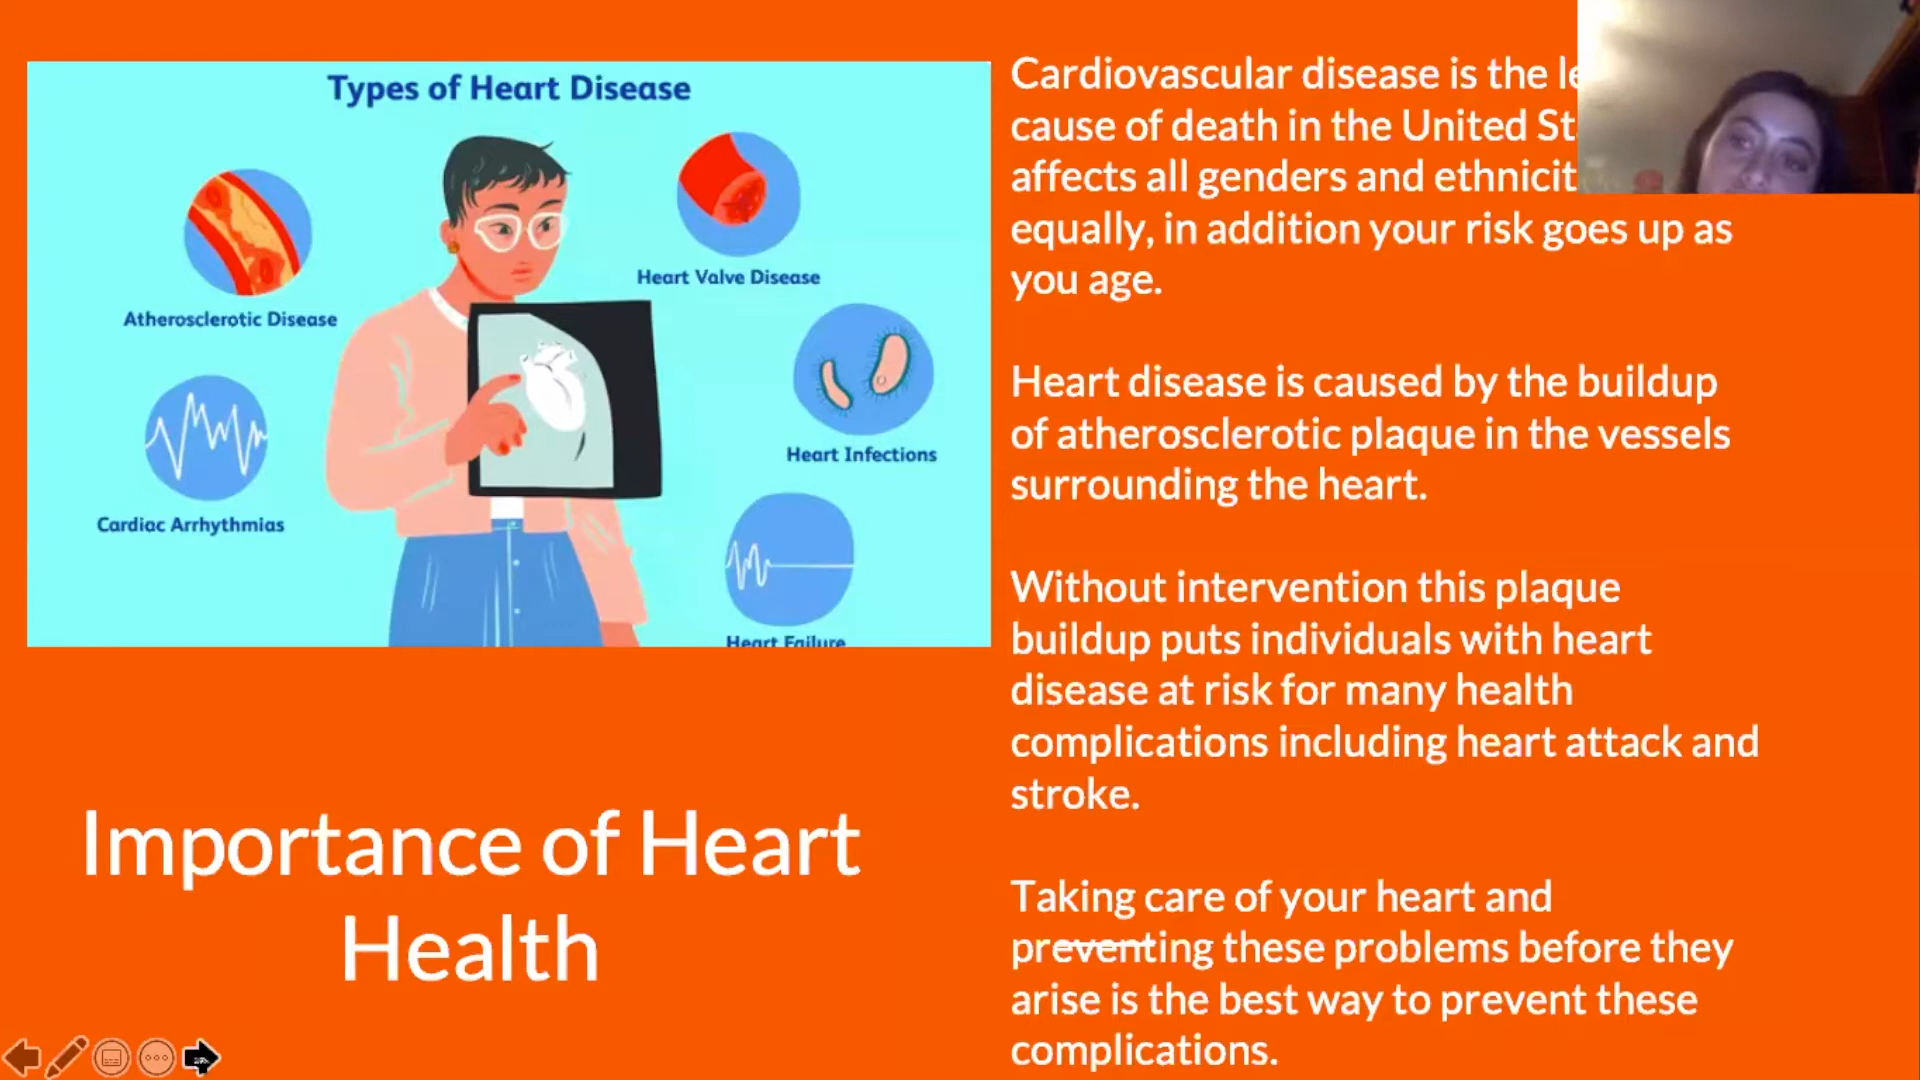 Types of Heart Disease
Atherosclerotic Disease
Heart Valve Disease
Cardiac Arrhythmias
Heart Infections
Heart Failure
Importance of Heart
Health
Cardiovascular disease is the
cause of death in the United
affects all genders and
equally, in addition your risk goes up as
you age.
Heart disease is caused by the buildup
of atherosclerotic plaque in the vessels
surrounding the heart.
Without intervention this plaque
buildup puts individuals with heart
disease at risk for many health
complications including heart attack and
stroke.
Taking care of your heart and
preventing these problems before they
arise is the best way to prevent these
complications.